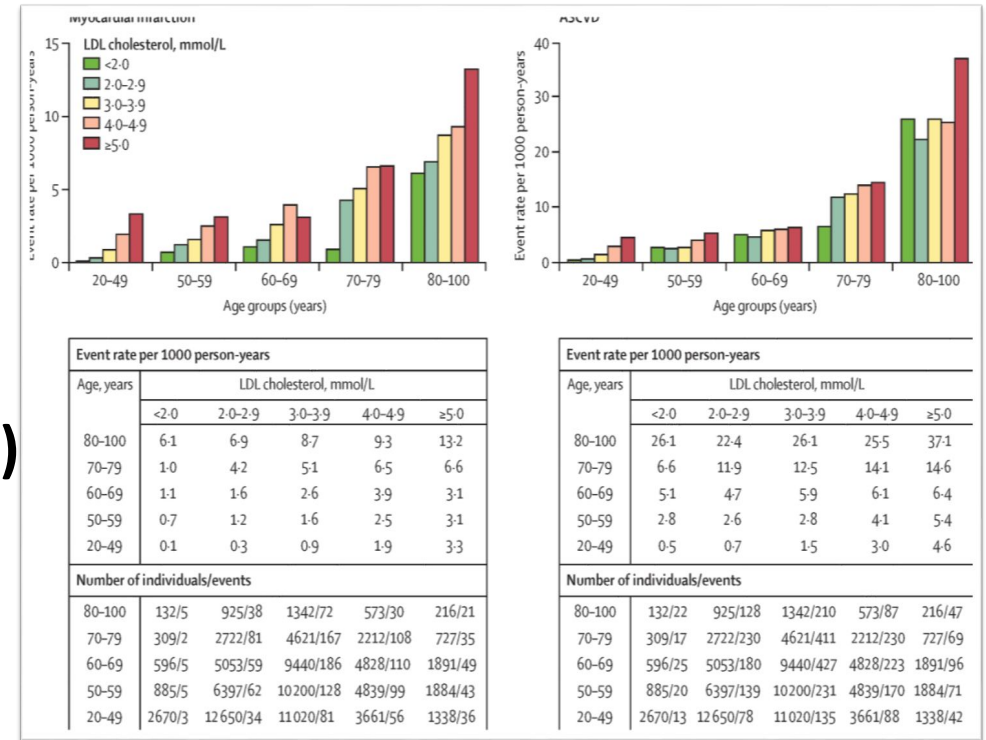 Myocardial infarction
15
LDL cholesterol, mmol/L
<2·0
2·0–2·9
3·0–3·9
4·0–4·9
≥5·0
10
5
0
Event rate per 1000 person-years
20–49 50–59 60–69 70–79 80–100
Age groups (years)
ASCVD
40
30
20
10
0
Event rate per 1000 person-years
20–49 50–59 60–69 70–79 80–100
Age groups (years)
)
Event rate per 1000 person-years
Age, years LDL cholesterol, mmol/L
<2·0 2·0–2·9 3·0–3·9 4·0–4·9 ≥5·0
80–100 6·1 6·9 8·7 9·3 13·2
70–79 1·0 4·2 5·1 6·5 6·6
60–69 1·1 1·6 2·6 3·9 3·1
50–59 0·7 1·2 1·6 2·5 3·1
20–49 0·1 0·3 0·9 1·9 3·3
Number of individuals/events
80–100 132/5 925/38 1342/72 573/30 216/21
70–79 309/2 2722/81 4621/167 2212/108 727/35
60–69 596/5 5053/59 9440/186 4828/110 1891/49
50–59 885/5 6397/62 10200/128 4839/99 1884/43
20–49 2670/3 12650/34 11020/81 3661/56 1338/36
Event rate per 1000 person-years
Age, years LDL cholesterol, mmol/L
<2·0 2·0–2·9 3·0–3·9 4·0–4·9 ≥5·0
80–100 26·1 22·4 26·1 25·5 37·1
70–79 6·6 11·9 12·5 14·1 14·6
60–69 5·1 4·7 5·9 6·1 6·4
50–59 2·8 2·6 2·8 4·1 5·4
20–49 0·5 0·7 1·5 3·0 4·6
Number of individuals/events
80–100 132/22 925/128 1342/210 573/87 216/47
70–79 309/17 2722/230 4621/411 2212/230 727/69
60–69 596/25 5053/180 9440/427 4828/223 1891/96
50–59 885/20 6397/139 10200/231 4839/170 1884/71
20–49 2670/13 12650/78 11020/135 3661/88 1338/42